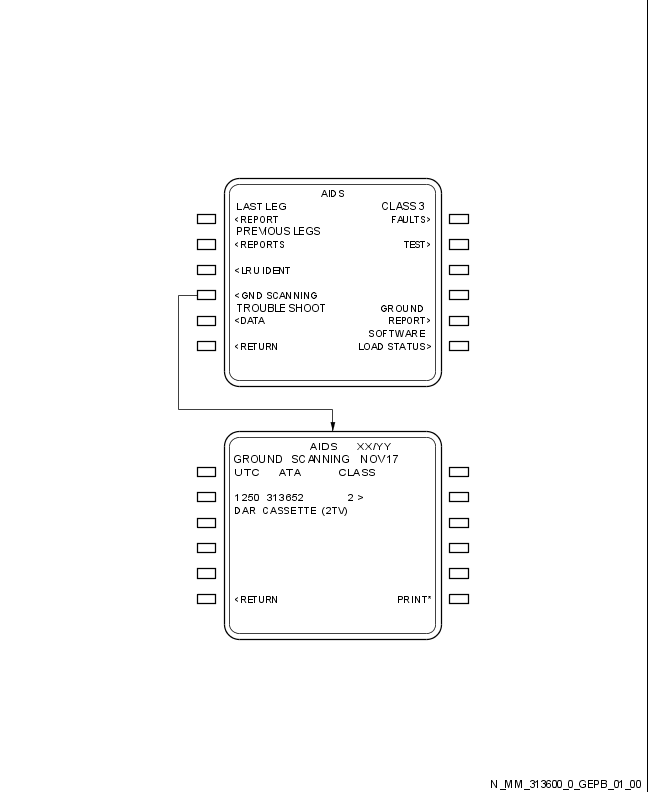 AIDS
LAST LEG CLASS 3
<REPORT FAULTS>
PREVIOUS LEGS
<REPORTS TEST>
<LRU IDENT
<GND SCANNING
TROUBLE SHOOT GROUND
<DATA REPORT>
SOFTWARE
<RETURN LOAD STATUS>
AIDS XX/YY
GROUND SCANNING NOV17
UTC ATA CLASS
1250 313652 2 >
DAR CASSETTE (2TV)
<RETURN PRINT*
N_MM_313600_0_GEPB_01_00